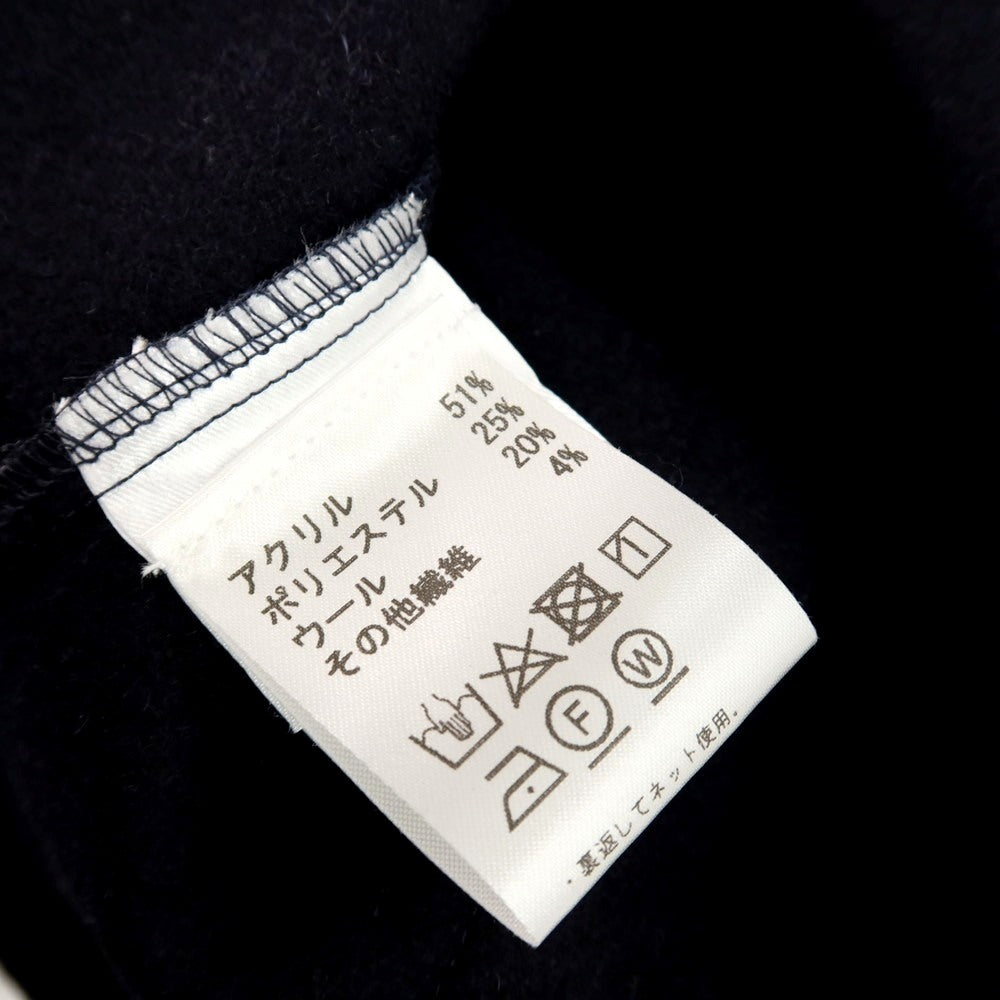 アクリル 51%
ポリエステル 25%
ウール 20%
その他繊維 4%
F
W
・裏返してネット使用.